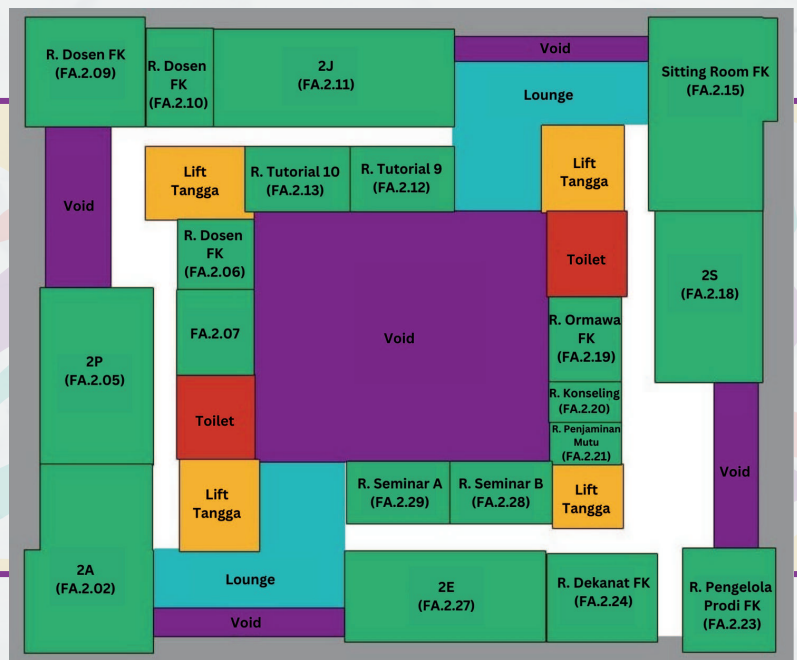 R. Dosen FK
(FA.2.09)
R. Dosen
FK
(FA.2.10)
2J
(FA.2.11)
Void
Lounge
Sitting Room FK
(FA.2.15)
Lift
Tangga
R. Tutorial 10
(FA.2.13)
R. Tutorial 9
(FA.2.12)
Lift
Tangga
Void
R. Dosen
FK
(FA.2.06)
Toilet
2S
(FA.2.18)
FA.2.07
Void
R. Ormawa
FK
(FA.2.19)
2P
(FA.2.05)
R. Konseling
(FA.2.20)
Toilet
R. Penjaminan
Mutu
(FA.2.21)
Void
Lift
Tangga
R. Seminar A
(FA.2.29)
R. Seminar B
(FA.2.28)
Lift
Tangga
2A
(FA.2.02)
Lounge
2E
(FA.2.27)
R. Dekanat FK
(FA.2.24)
R. Pengelola
Prodi FK
(FA.2.23)
Void